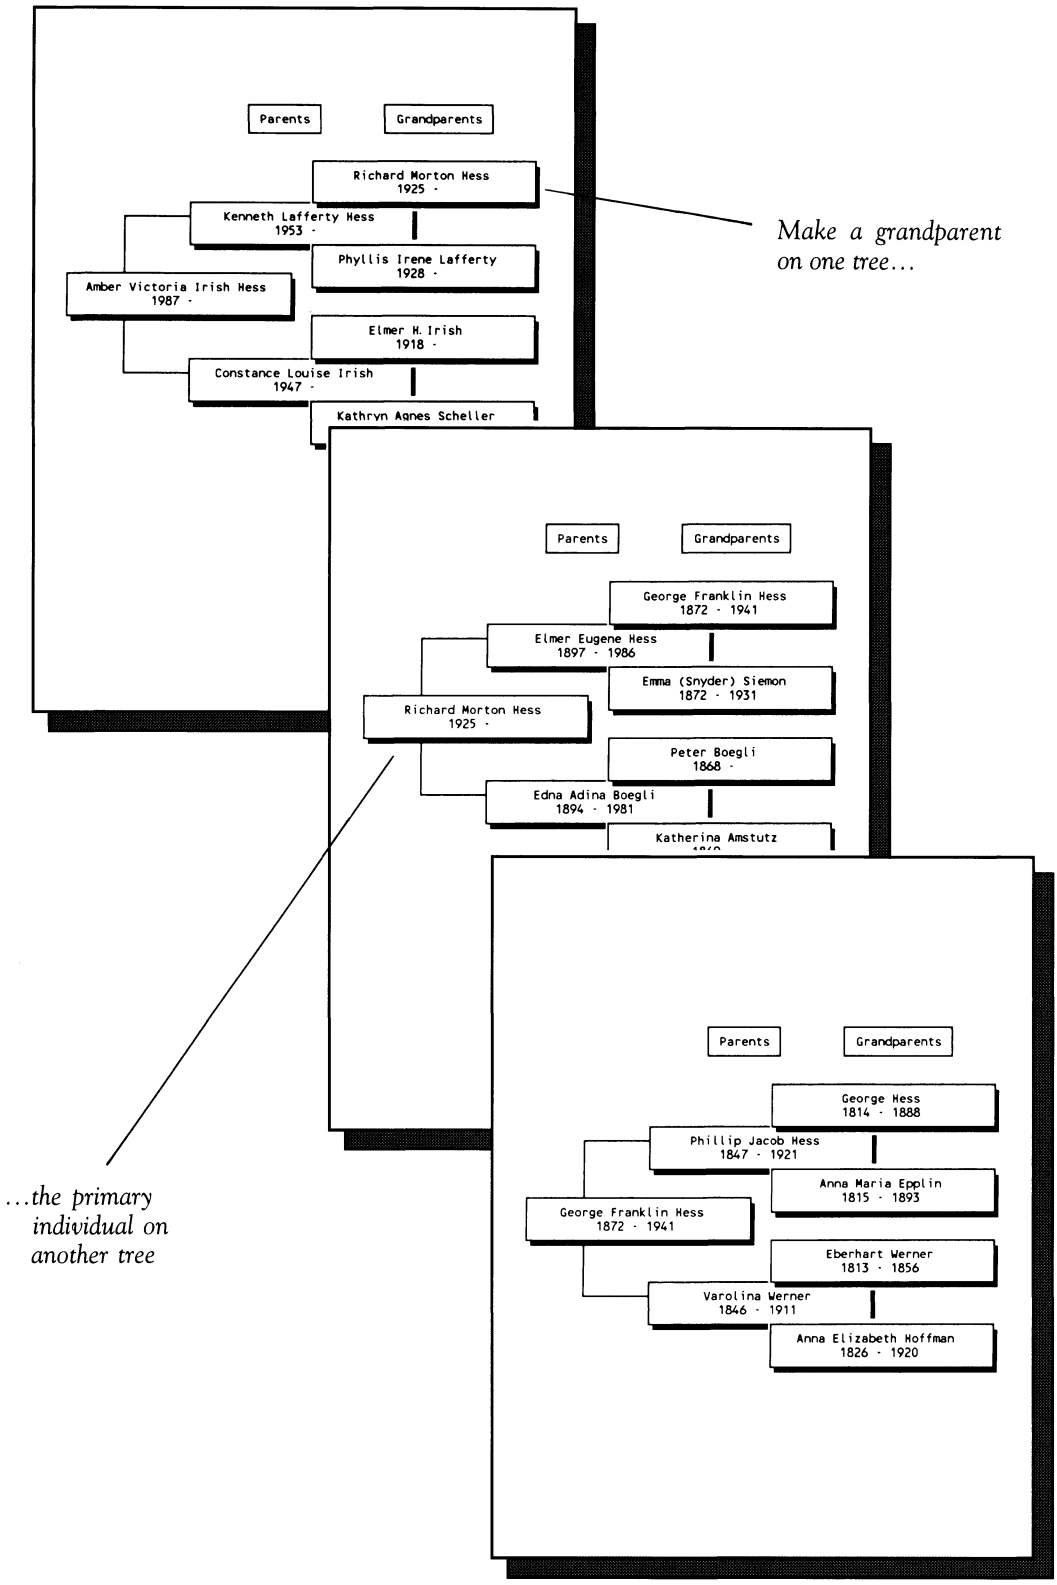 Parents
Grandparents
Richard Morton Hess
1925 -
Kenneth Lafferty Hess
1953 -
Make a grandparent
on one tree...
Phyllis Irene Lafferty
1928 -
Amber Victoria Irish Hess
1987 -
Elmer H. Irish
1918 -
Constance Louise Irish
1947 -
Kathryn Agnes Scheller
Parents
Grandparents
George Franklin Hess
1872 - 1941
Elmer Eugene Hess
1897 - 1986
Emma (Snyder) Siemon
1872 - 1931
Richard Morton Hess
1925 -
Peter Boegli
1868 -
Edna Adina Boegli
1894 - 1981
Katherina Amstutz
Parents
Grandparents
George Hess
1814 - 1888
Phillip Jacob Hess
1847 - 1921
Anna Maria Epplin
1815 - 1893
...the primary
individual on
another tree
George Franklin Hess
1872 - 1941
Eberhart Werner
1813 - 1856
Varolina Werner
1846 - 1911
Anna Elizabeth Hoffman
1826 - 1920